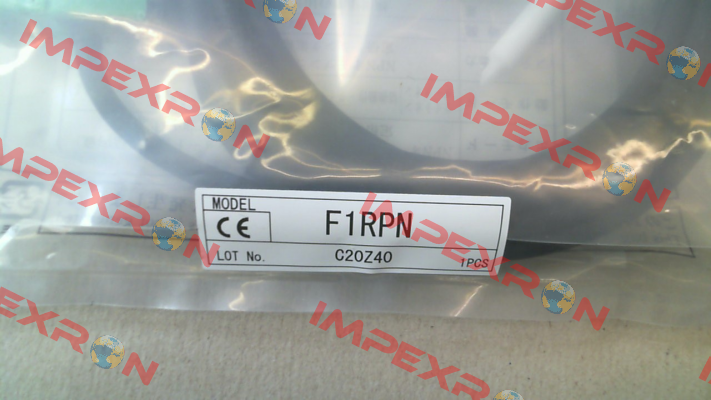 IMPEXRON
IMPEXRON
IMPEXRON
IMPEXRON
MODEL
CE
F1RPN
LOT No.
C20Z40
1PCS
IMPEXRON
IMPEXRON